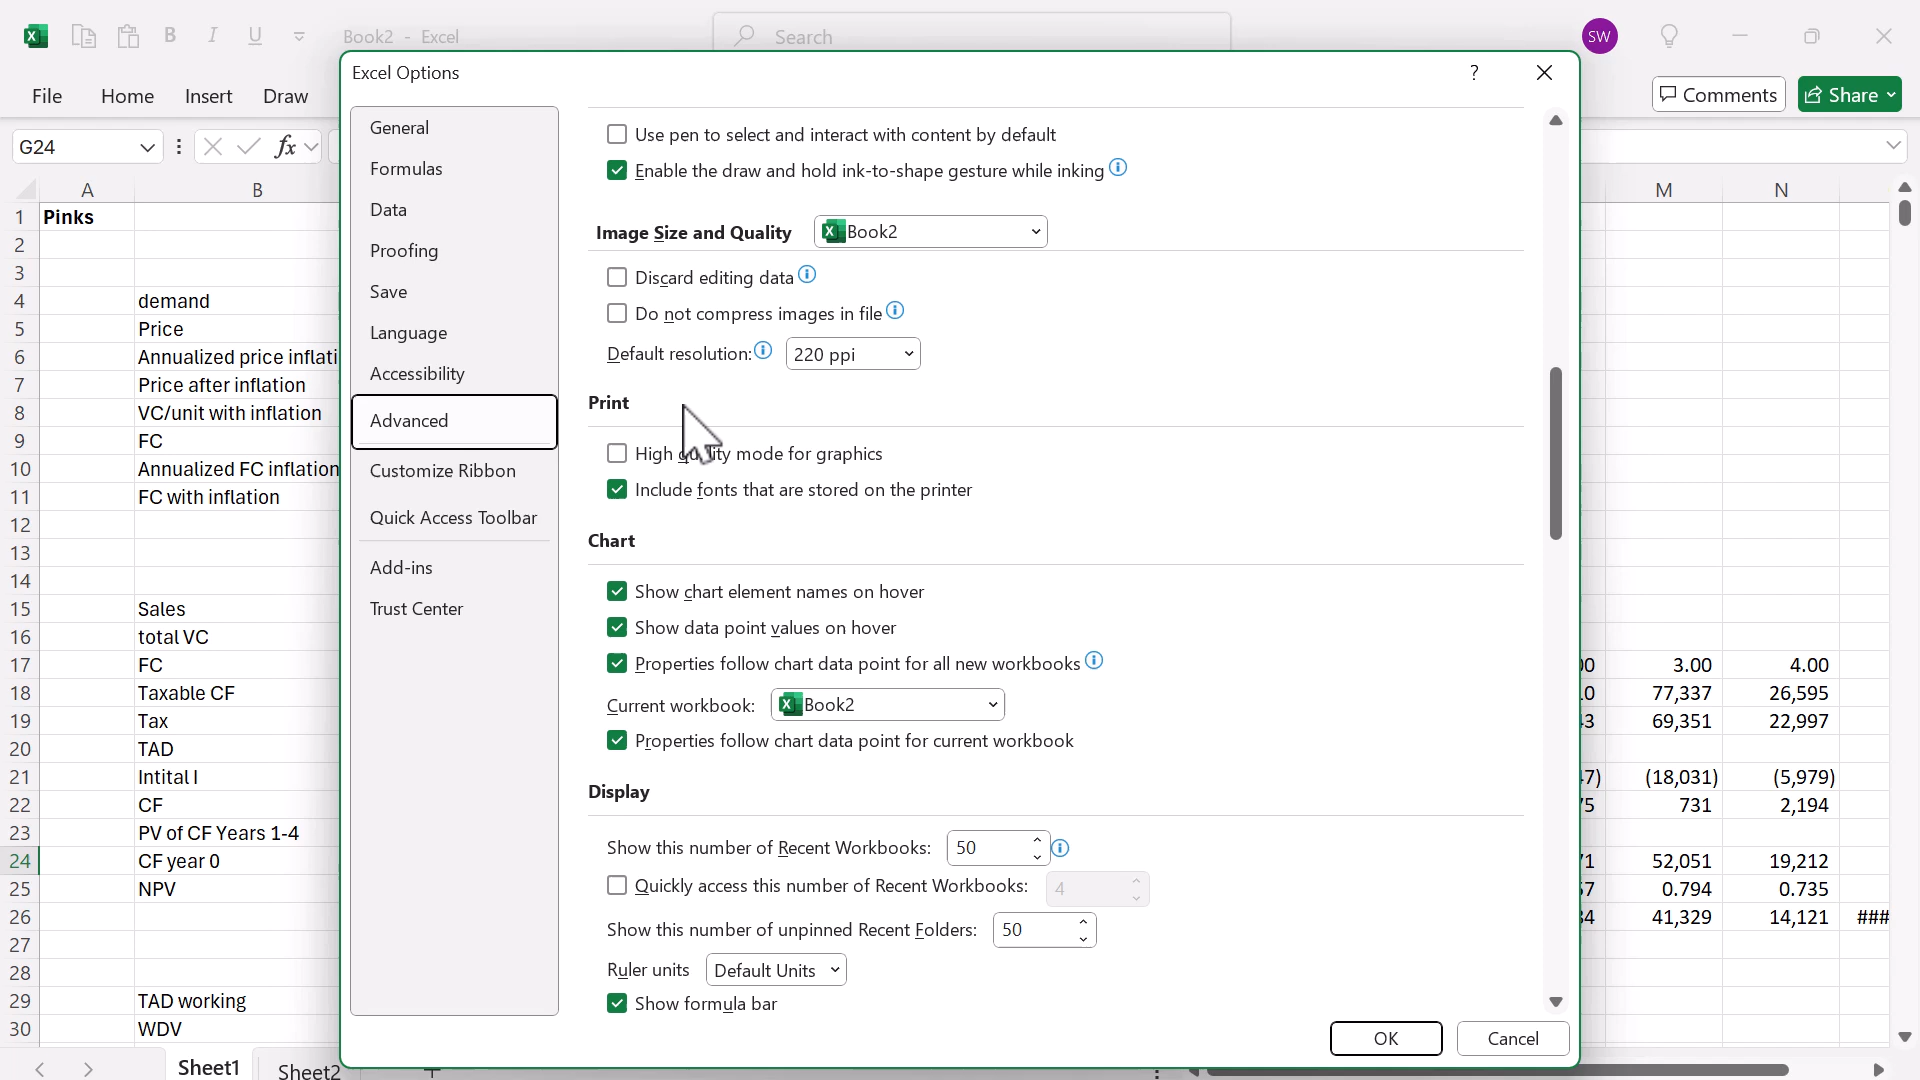 Book2 - Excel
Search
SW
File Home Insert Draw
Comments
Share
G24
fx
Excel Options
?
General
Formulas
Data
Proofing
Save
Language
Accessibility
Advanced
Customize Ribbon
Quick Access Toolbar
Add-ins
Trust Center
Use pen to select and interact with content by default
Enable the draw and hold ink-to-shape gesture while inking
Image Size and Quality Book2
Discard editing data
Do not compress images in file
Default resolution: 220 ppi
Print
High quality mode for graphics
Include fonts that are stored on the printer
Chart
Show chart element names on hover
Show data point values on hover
Properties follow chart data point for all new workbooks
Current workbook: Book2
Properties follow chart data point for current workbook
Display
Show this number of Recent Workbooks: 50
Quickly access this number of Recent Workbooks: 4
Show this number of unpinned Recent Folders: 50
Ruler units Default Units
Show formula bar
OK Cancel
A B M N
1 Pinks
2
3
4 demand
5 Price
6 Annualized price inflati
7 Price after inflation
8 VC/unit with inflation
9 FC
10 Annualized FC inflation
11 FC with inflation
12
13
14
15 Sales
16 total VC
17 FC 00 3.00 4.00
18 Taxable CF .0 77,337 26,595
19 Tax 3 69,351 22,997
20 TAD
21 Intital I 7) (18,031) (5,979)
22 CF 5 731 2,194
23 PV of CF Years 1-4
24 CF year 0 1 52,051 19,212
25 NPV 7 0.794 0.735
26 4 41,329 14,121 ###
27
28
29 TAD working
30 WDV
Sheet1 Sheet2 +